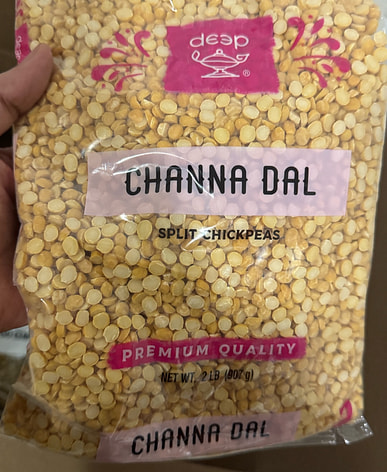 deep
®
CHANNA DAL
SPLIT CHICKPEAS
PREMIUM QUALITY
NET WT. 2 LB. (907 g)
CHANNA DAL